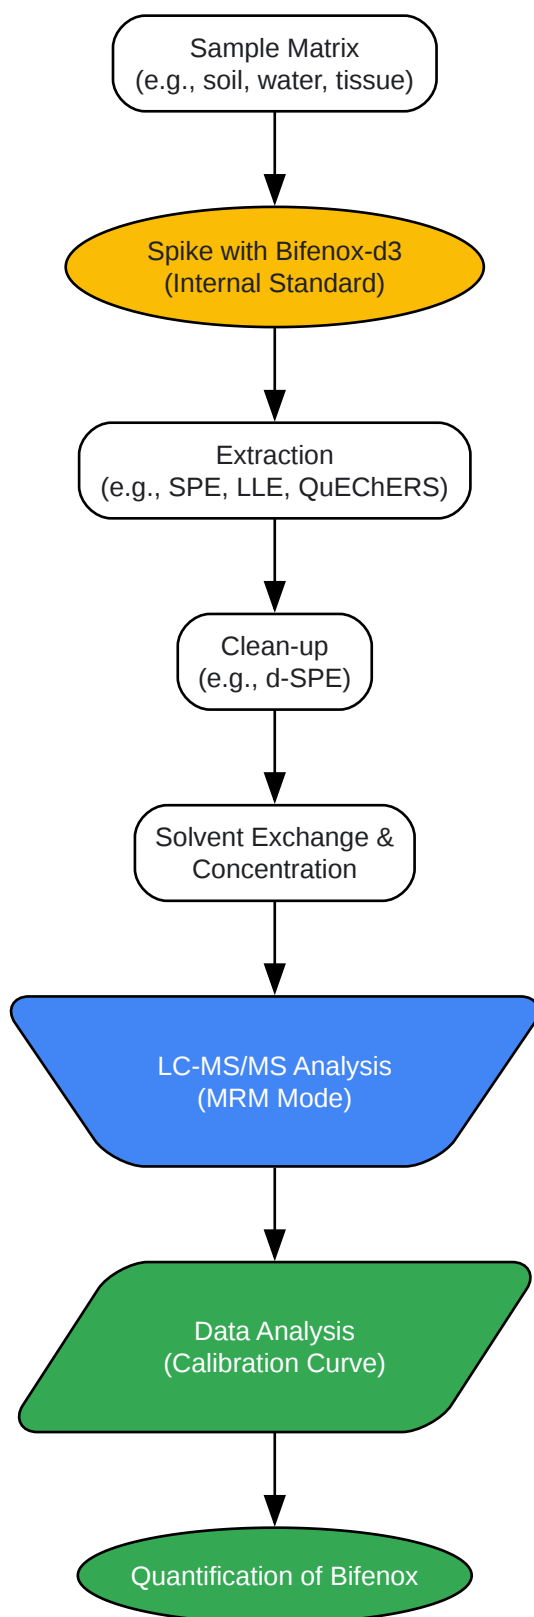 Sample Matrix
(e.g., soil, water, tissue)
Spike with Bifenox-d3
(Internal Standard)
Extraction
(e.g., SPE, LLE, QuEChERS)
Clean-up
(e.g., d-SPE)
Solvent Exchange &
Concentration
LC-MS/MS Analysis
(MRM Mode)
Data Analysis
(Calibration Curve)
Quantification of Bifenox